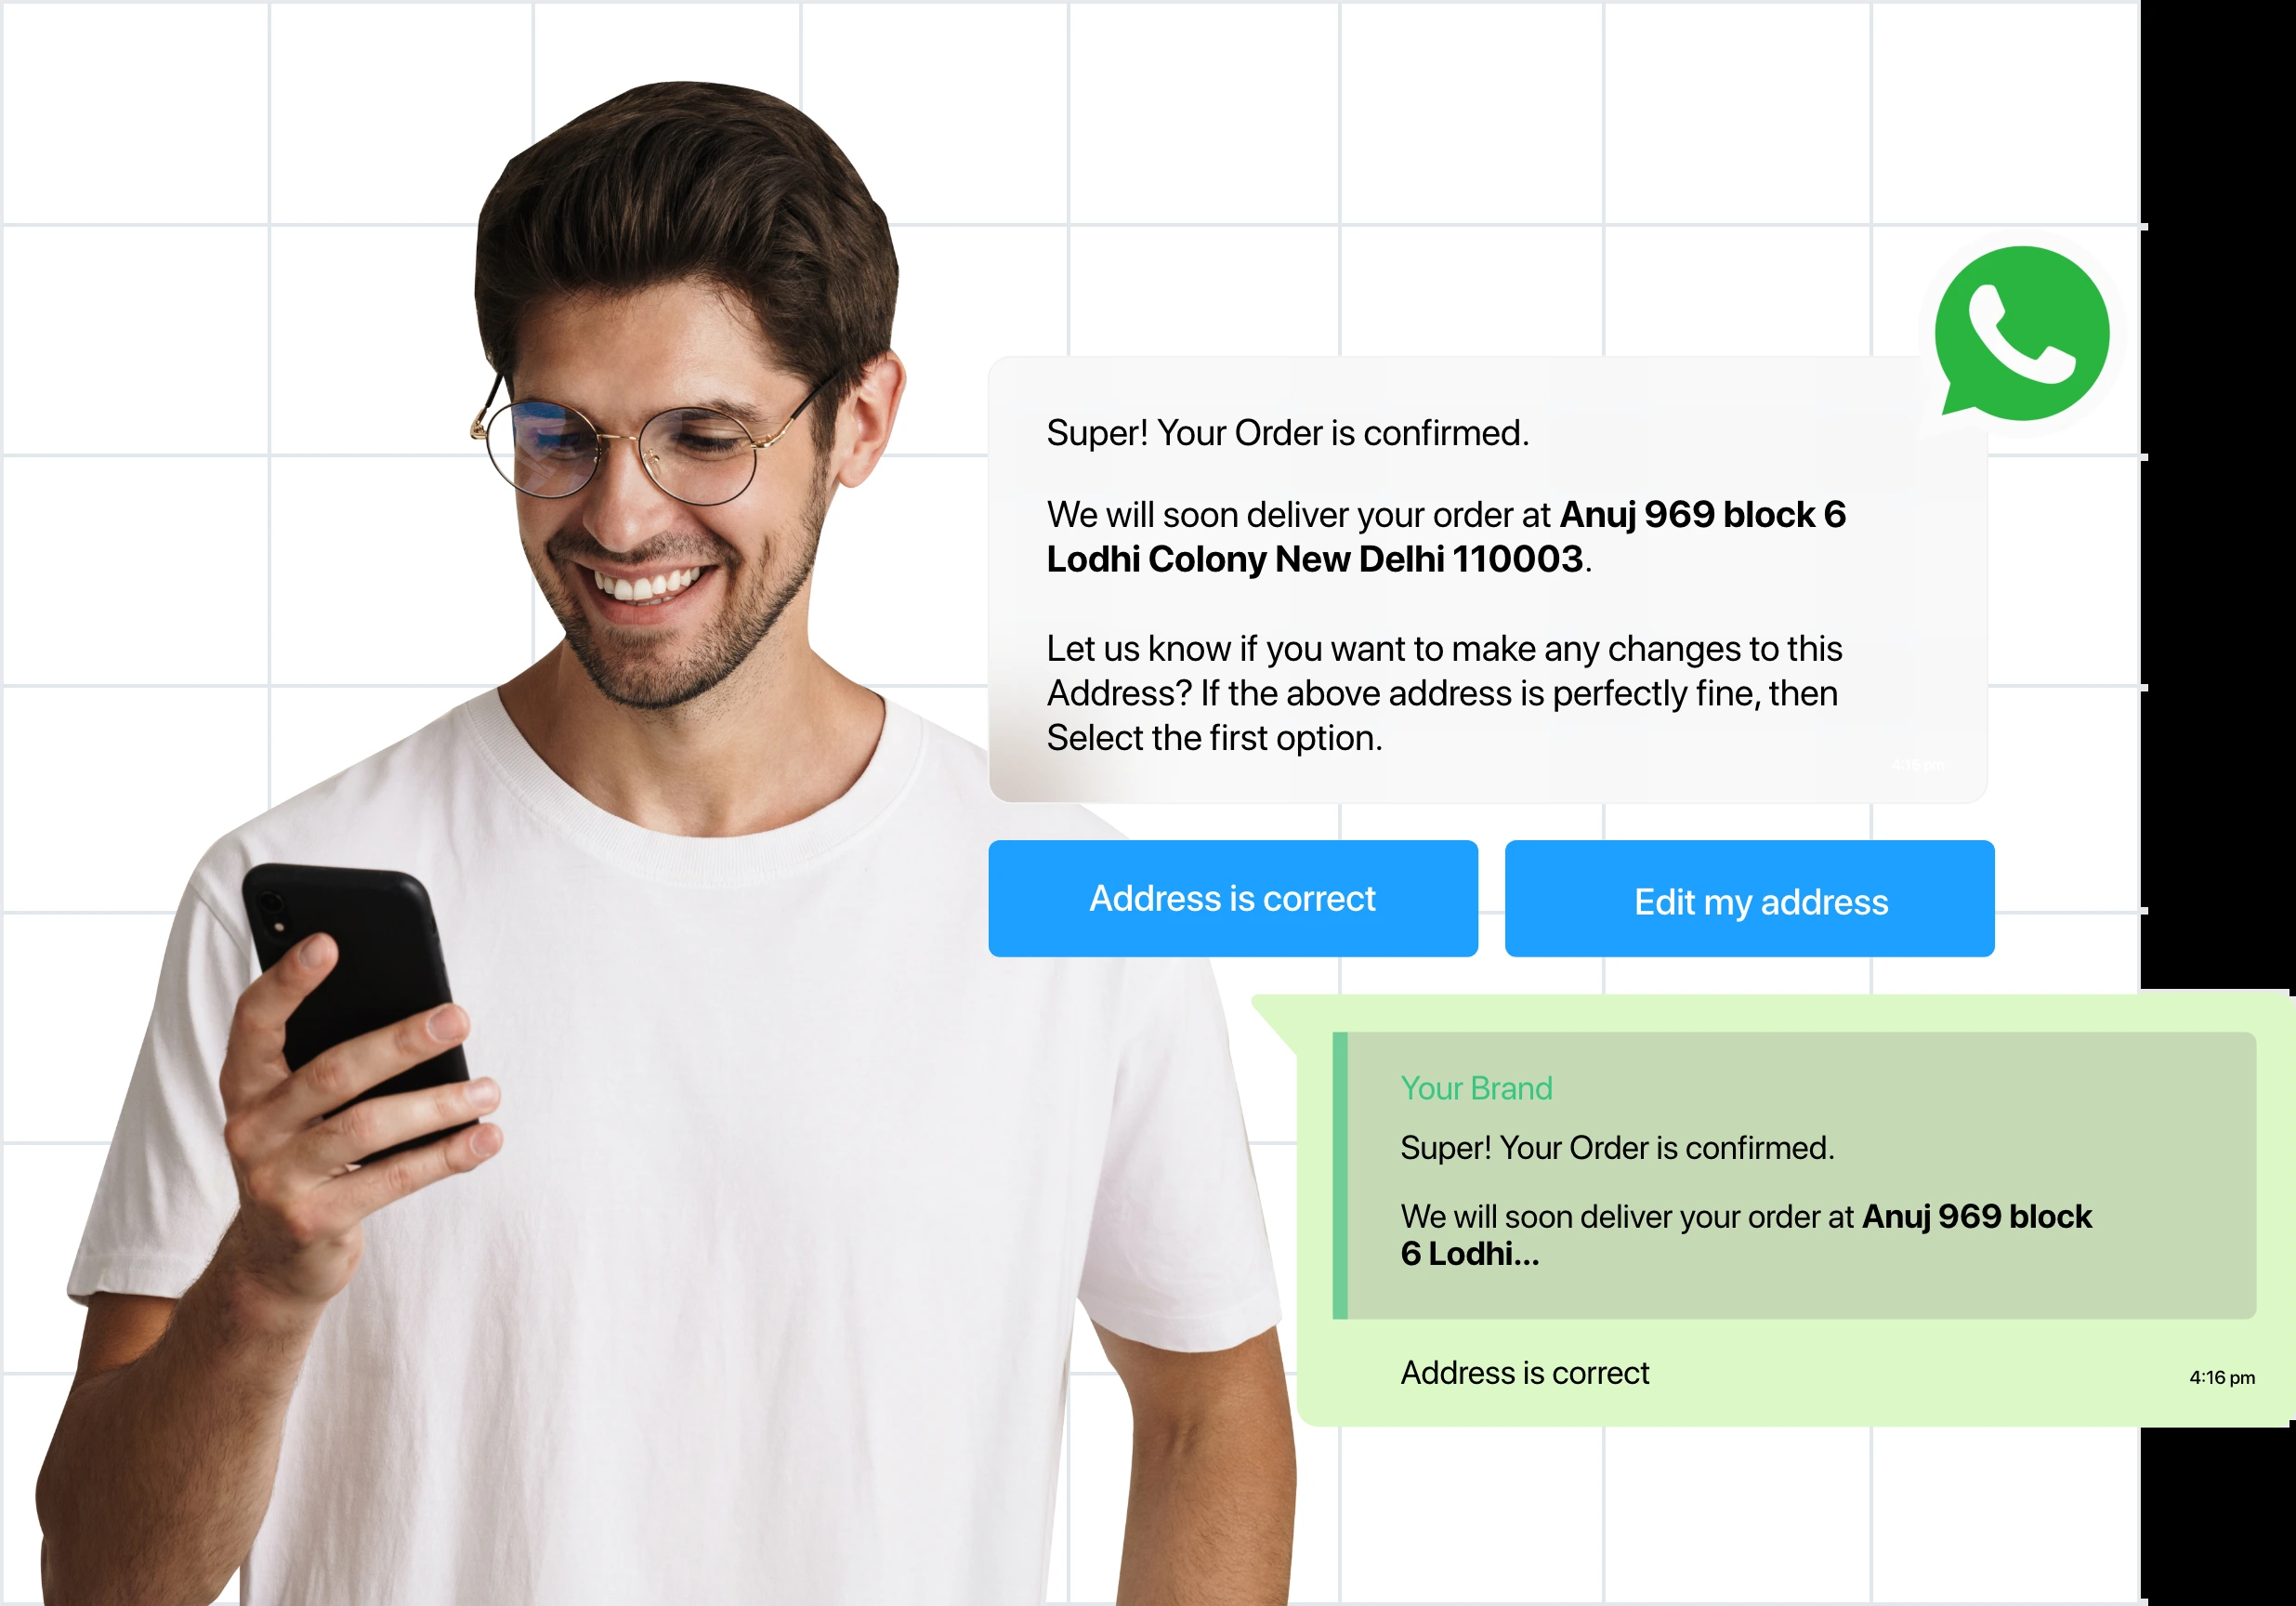 Super! Your Order is confirmed.
We will soon deliver your order at Anuj 969 block 6
Lodhi Colony New Delhi 110003.
Let us know if you want to make any changes to this
Address? If the above address is perfectly fine, then
Select the first option.
Address is correct
Edit my address
Your Brand
Super! Your Order is confirmed.
We will soon deliver your order at Anuj 969 block
6 Lodhi...
Address is correct
4:16 pm